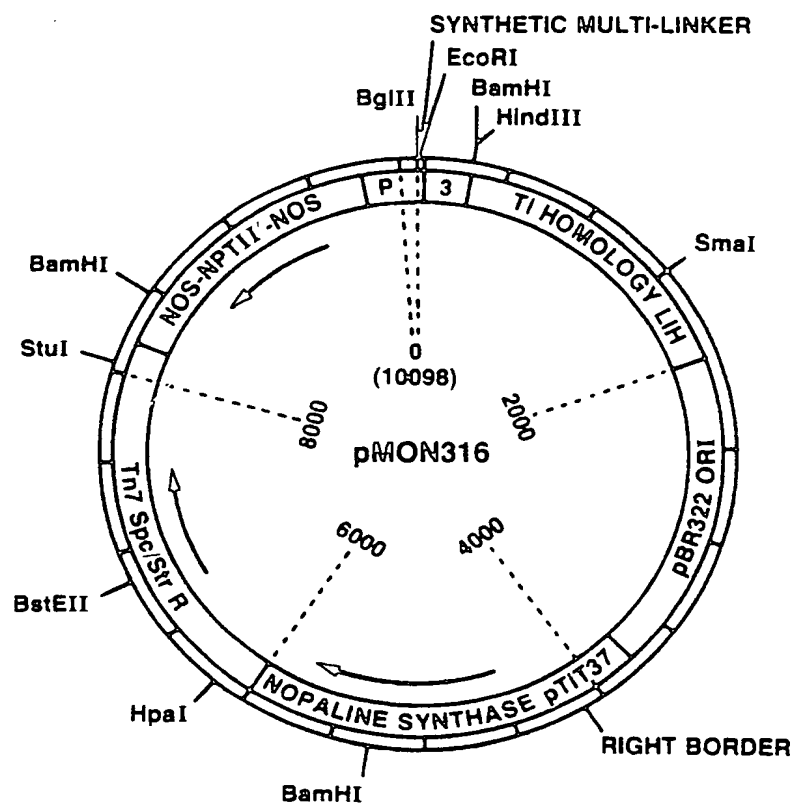 SYNTHETIC MULTI-LINKER
EcoRI
BglII
BamHI
HindIII
P
3
NOS-NPTII'-NOS
TI HOMOLOGY LIH
SmaI
BamHI
StuI
0
(10098)
2000
8000
pMON316
pBR322 ORI
6000
4000
Tn7 Spc/Str R
BstEII
HpaI
NOPALINE SYNTHASE pTIT37
RIGHT BORDER
BamHI